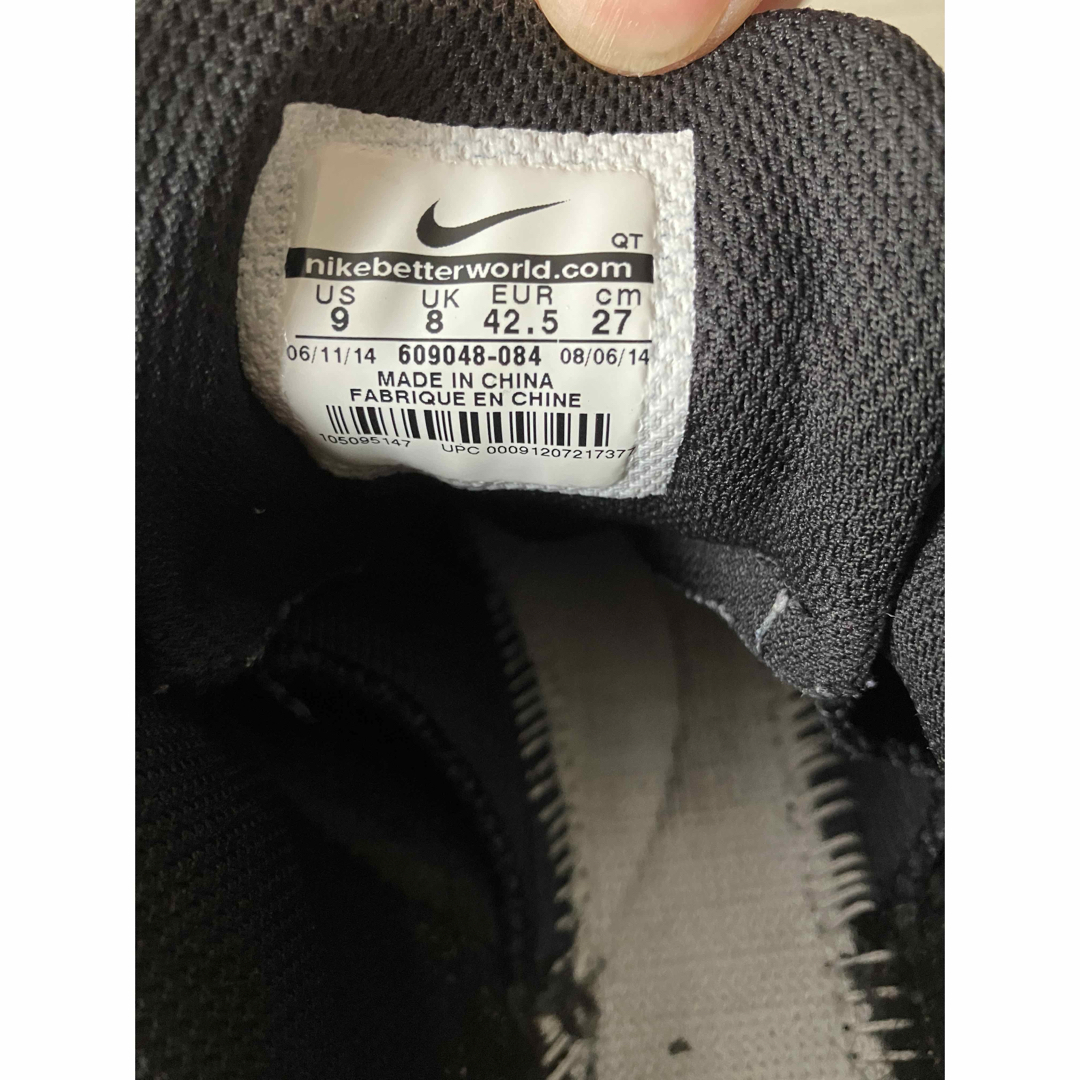 QT
nikebetterworld.com
US UK EUR cm
9 8 42.5 27
06/11/14 609048-084 08/06/14
MADE IN CHINA
FABRIQUE EN CHINE
105095147 UPC 00091207217377